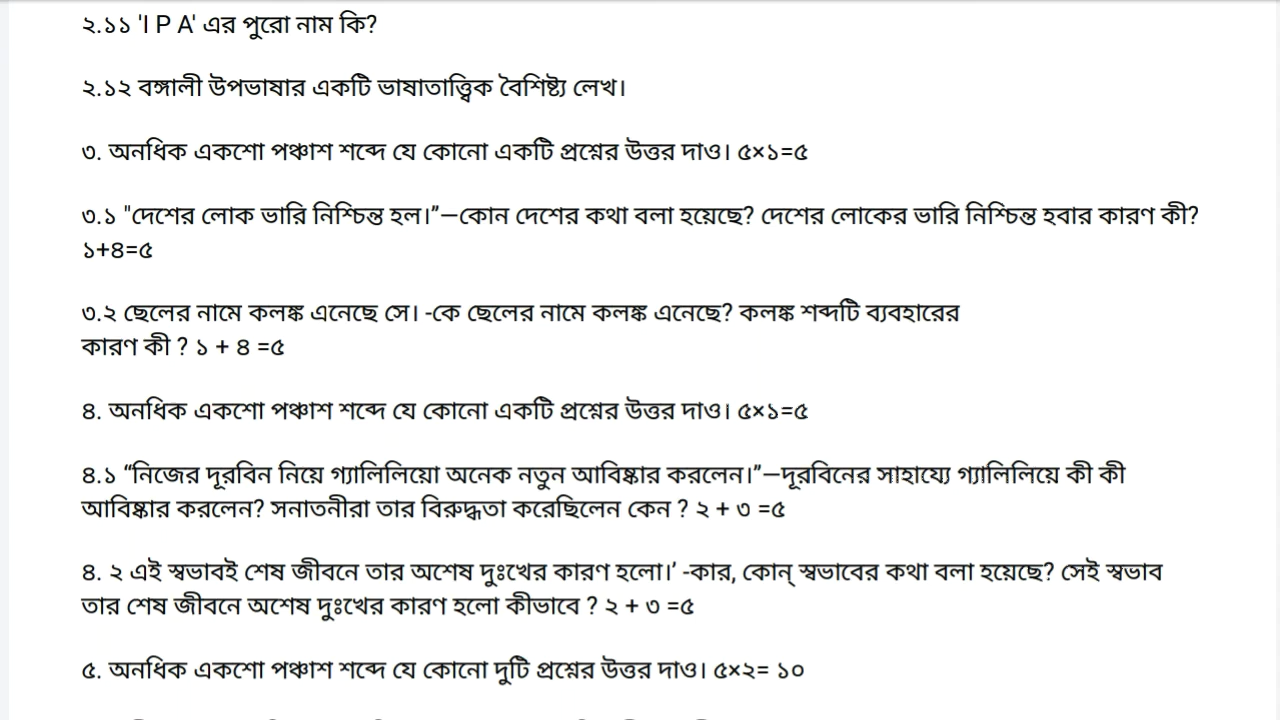 ২.১১ 'I P A' এর পুরো নাম কি?
২.১২ বঙ্গালী উপভাষার একটি ভাষাতাত্ত্বিক বৈশিষ্ট্য লেখ।
৩. অনধিক একশো পঞ্চাশ শব্দে যে কোনো একটি প্রশ্নের উত্তর দাও। ৫×১=৫
৩.১ "দেশের লোক ভারি নিশ্চিন্ত হল।”—কোন দেশের কথা বলা হয়েছে? দেশের লোকের ভারি নিশ্চিন্ত হবার কারণ কী?
১+৪=৫
৩.২ ছেলের নামে কলঙ্ক এনেছে সে। -কে ছেলের নামে কলঙ্ক এনেছে? কলঙ্ক শব্দটি ব্যবহারের
কারণ কী ? ১ + ৪ =৫
৪. অনধিক একশো পঞ্চাশ শব্দে যে কোনো একটি প্রশ্নের উত্তর দাও। ৫×১=৫
৪.১ “নিজের দূরবিন নিয়ে গ্যালিলিয়ো অনেক নতুন আবিষ্কার করলেন।”—দূরবিনের সাহায্যে গ্যালিলিয়ে কী কী
আবিষ্কার করলেন? সনাতনীরা তার বিরুদ্ধতা করেছিলেন কেন ? ২ + ৩ =৫
৪. ২ এই স্বভাবই শেষ জীবনে তার অশেষ দুঃখের কারণ হলো।’ -কার, কোন্ স্বভাবের কথা বলা হয়েছে? সেই স্বভাব
তার শেষ জীবনে অশেষ দুঃখের কারণ হলো কীভাবে ? ২ + ৩ =৫
৫. অনধিক একশো পঞ্চাশ শব্দে যে কোনো দুটি প্রশ্নের উত্তর দাও। ৫×২= ১০